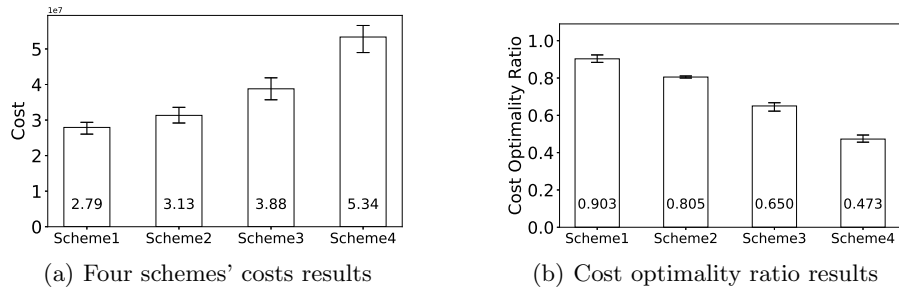 1e7
5
4
3
2
1
0
Cost
2.79
3.13
3.88
5.34
Scheme1 Scheme2 Scheme3 Scheme4
(a) Four schemes' costs results
1.0
0.8
0.6
0.4
0.2
0.0
Cost Optimality Ratio
0.903
0.805
0.650
0.473
Scheme1 Scheme2 Scheme3 Scheme4
(b) Cost optimality ratio results